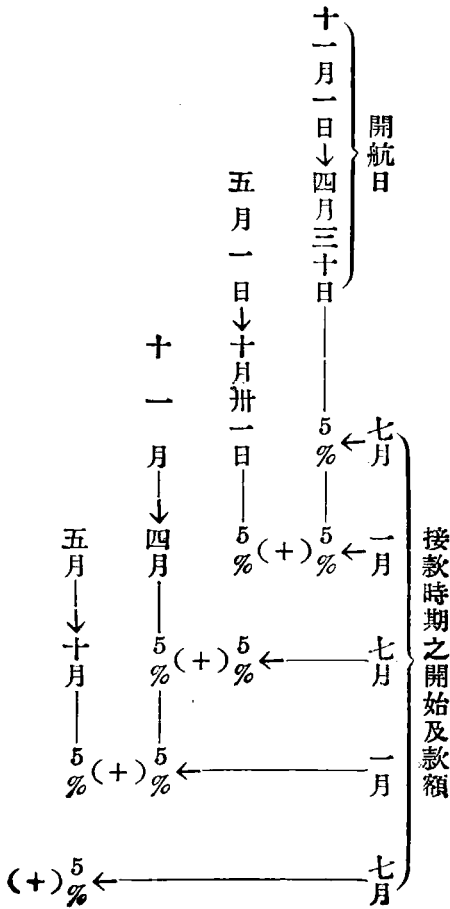 開航日
十一月一日→四月三十日
五月一日→十月卅一日
十一月→四月
五月→十月
接款時期之開始及款額
七月
5%
一月
5% (+) 5%
七月
5% (+) 5%
一月
5% (+) 5%
七月
5% (+)